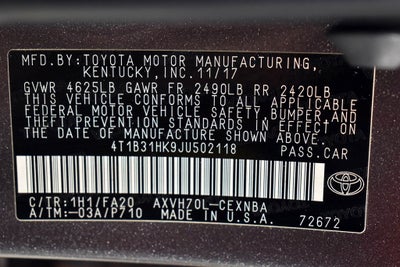 MFD.BY:TOYOTA MOTOR MANUFACTURING,
KENTUCKY,INC.11/17
GVWR 4625LB GAWR FR 2490LB RR 2420LB
THIS VEHICLE CONFORMS TO ALL APPLICABLE
FEDERAL MOTOR VEHICLE SAFETY, BUMPER, AND
THEFT PREVENTION STANDARDS IN EFFECT ON
THE DATE OF MANUFACTURE SHOWN ABOVE.
4T1B31HK9JU502118 PASS.CAR
C/TR:1H1/FA20 AXVH70L-CEXNBA
A/TM:-03A/P710 MADE IN U.S.A. 72672
TOYOTA